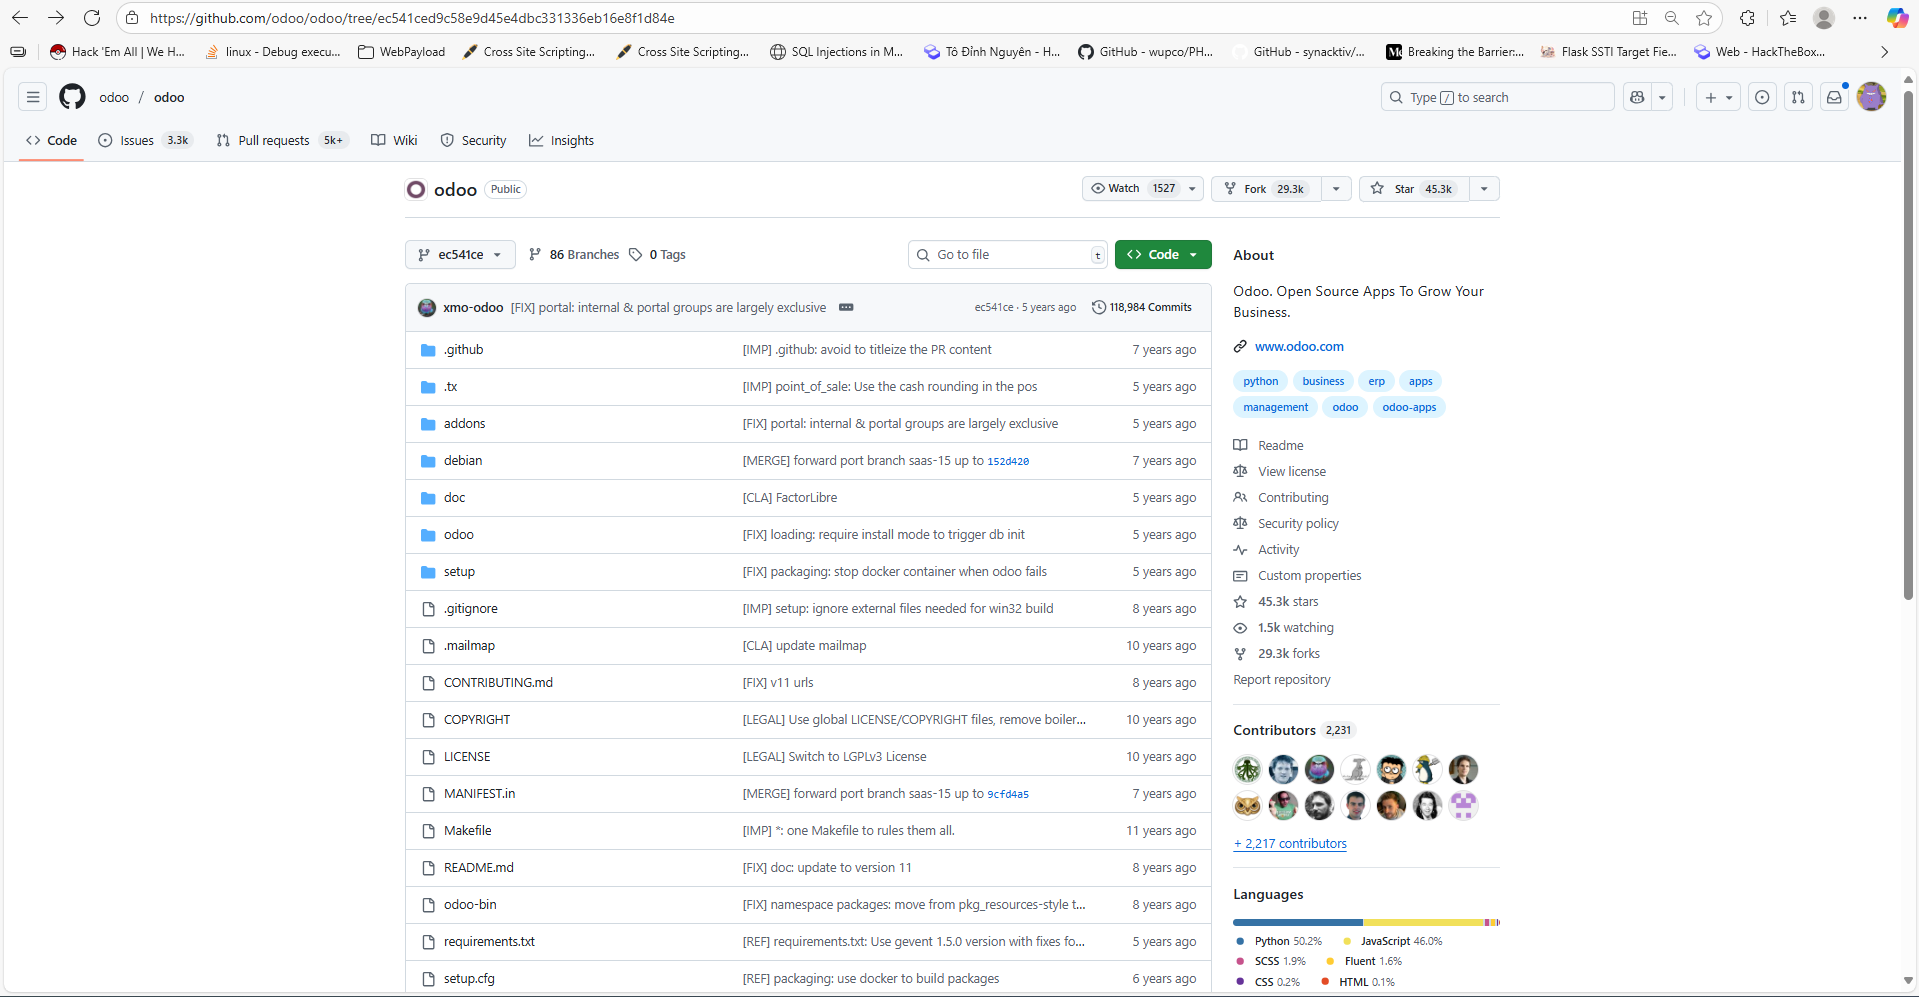 https://github.com/odoo/odoo/tree/ec541ced9c58e9d45e4dbc331336eb16e8f1d84e
Hack 'Em All | We H...
linux - Debug execu...
WebPayload
Cross Site Scripting...
Cross Site Scripting...
SQL Injections in M...
Tô Đình Nguyên - H...
GitHub - wupco/PH...
GitHub - synacktiv/...
Breaking the Barrier:...
Flask SSTI Target Fie...
Web - HackTheBox...
odoo / odoo
Type / to search
Code
Issues 3.3k
Pull requests 5k+
Wiki
Security
Insights
odoo Public
Watch 1527
Fork 29.3k
Star 45.3k
ec541ce
86 Branches
0 Tags
Go to file t
Code
xmo-odoo [FIX] portal: internal & portal groups are largely exclusive ec541ce · 5 years ago 118,984 Commits
.github [IMP] .github: avoid to titleize the PR content 7 years ago
.tx [IMP] point_of_sale: Use the cash rounding in the pos 5 years ago
addons [FIX] portal: internal & portal groups are largely exclusive 5 years ago
debian [MERGE] forward port branch saas-15 up to 152d420 7 years ago
doc [CLA] FactorLibre 5 years ago
odoo [FIX] loading: require install mode to trigger db init 5 years ago
setup [FIX] packaging: stop docker container when odoo fails 5 years ago
.gitignore [IMP] setup: ignore external files needed for win32 build 8 years ago
.mailmap [CLA] update mailmap 10 years ago
CONTRIBUTING.md [FIX] v11 urls 8 years ago
COPYRIGHT [LEGAL] Use global LICENSE/COPYRIGHT files, remove boiler... 10 years ago
LICENSE [LEGAL] Switch to LGPLv3 License 10 years ago
MANIFEST.in [MERGE] forward port branch saas-15 up to 9cfd4a5 7 years ago
Makefile [IMP] *: one Makefile to rules them all. 11 years ago
README.md [FIX] doc: update to version 11 8 years ago
odoo-bin [FIX] namespace packages: move from pkg_resources-style t... 8 years ago
requirements.txt [REF] requirements.txt: Use gevent 1.5.0 version with fixes fo... 5 years ago
setup.cfg [REF] packaging: use docker to build packages 6 years ago
About
Odoo. Open Source Apps To Grow Your
Business.
www.odoo.com
python business erp apps
management odoo odoo-apps
Readme
View license
Contributing
Security policy
Activity
Custom properties
45.3k stars
1.5k watching
29.3k forks
Report repository
Contributors 2,231
+ 2,217 contributors
Languages
Python 50.2% JavaScript 46.0%
SCSS 1.9% Fluent 1.6%
CSS 0.2% HTML 0.1%